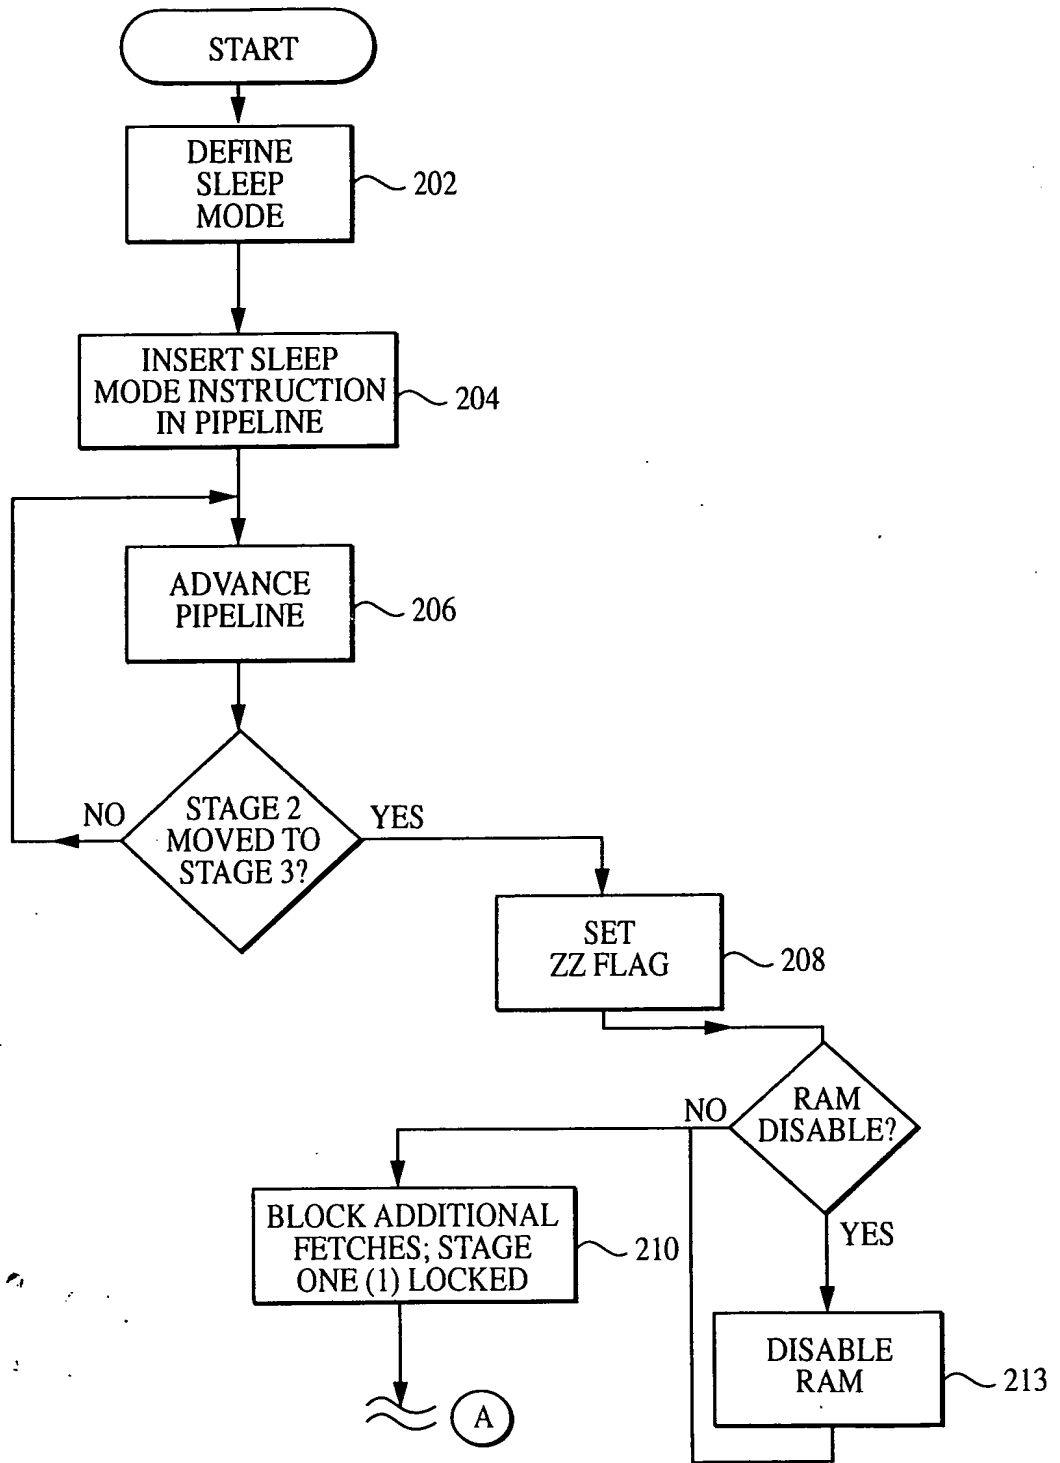 START
DEFINE
SLEEP
MODE
202
INSERT SLEEP
MODE INSTRUCTION
IN PIPELINE
204
ADVANCE
PIPELINE
206
STAGE 2
MOVED TO
STAGE 3?
NO
YES
SET
ZZ FLAG
208
RAM
DISABLE?
NO
YES
BLOCK ADDITIONAL
FETCHES; STAGE
ONE (1) LOCKED
210
DISABLE
RAM
213
A